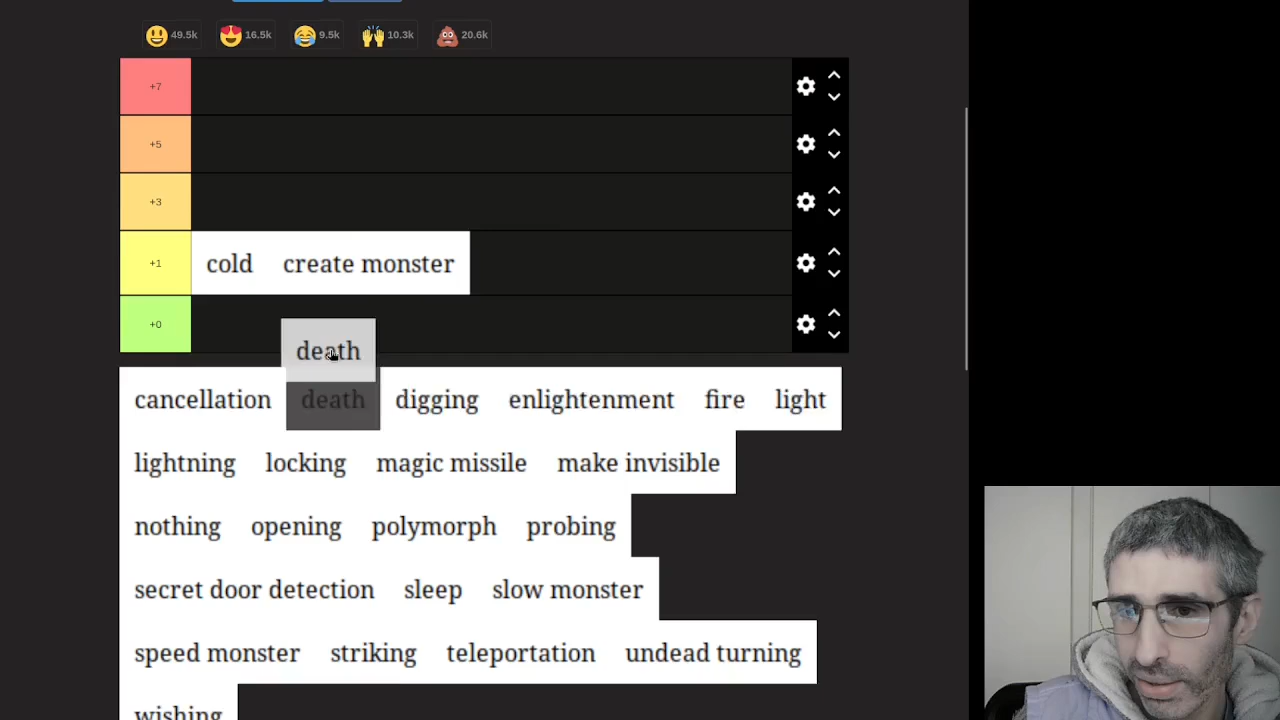 49.5k 16.5k 9.5k 10.3k 20.6k
+7
+5
+3
+1 cold create monster
+0
death
cancellation death digging enlightenment fire light
lightning locking magic missile make invisible
nothing opening polymorph probing
secret door detection sleep slow monster
speed monster striking teleportation undead turning
wishing